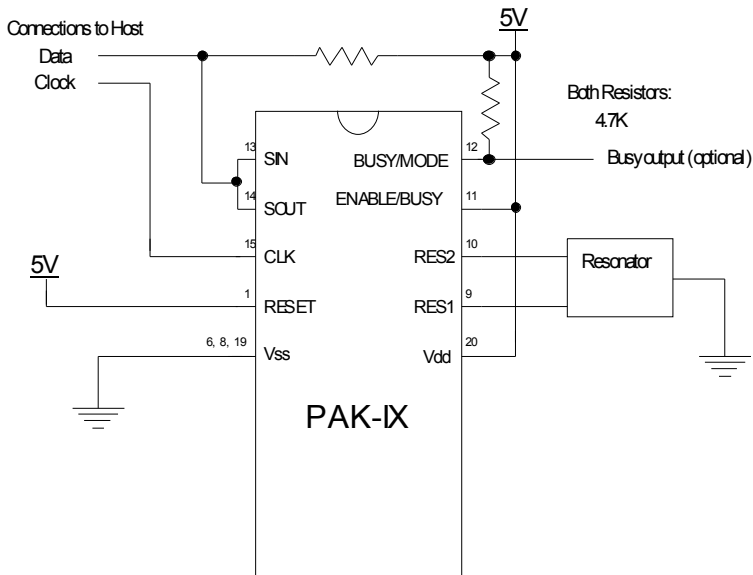 5V
Connections to Host
Data
Clock
Both Resistors:
4.7K
13
SIN
BUSY/MODE
12
Busy output (optional)
14
SOUT
ENABLE/BUSY
11
15
CLK
RES2
10
Resonator
5V
1
RESET
RES1
9
6, 8, 19
Vss
Vdd
20
PAK-IX